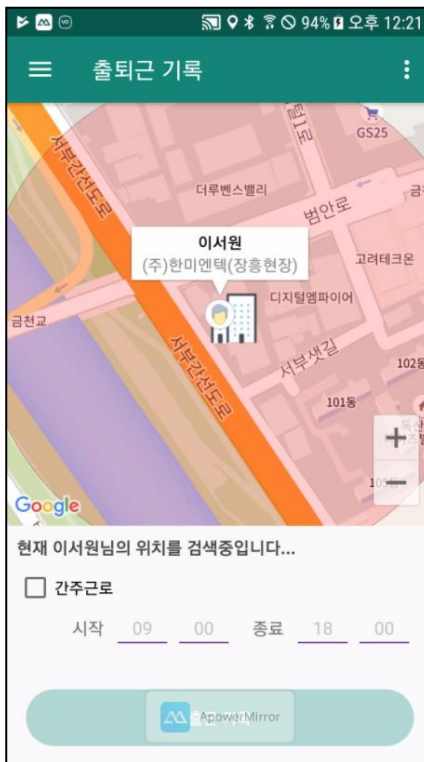 94% 오후 12:21
출퇴근 기록
서부간선도로
범안로
GS25
더루벤스밸리
이서원
(주)한미엔텍(장흥현장)
고려테크온
디지털엠파이어
금천교
서부샛길
서부간선도로
102동
101동
+
−
Google
현재 이서원님의 위치를 검색중입니다...
간주근로
시작 09 00 종료 18 00
ApowerMirror